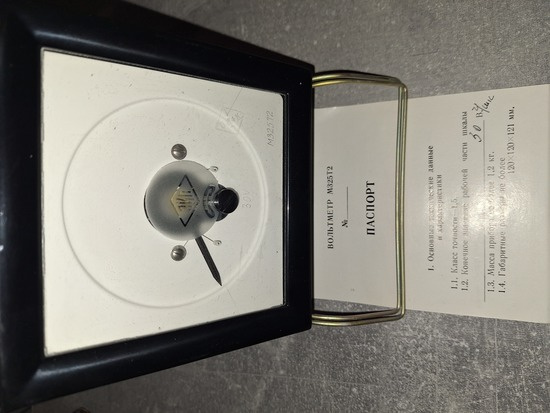 М325Т2
ВОЛЬТМЕТР М325Т2
№
ПАСПОРТ
1. Основные технические данные
и характеристики
1.1. Класс точности—1,5
1.2. Конечное значение рабочей части шкалы
30 В
1.3. Масса прибора не более 1,2 кг.
1.4. Габаритные размеры не более
120×120×121 мм.